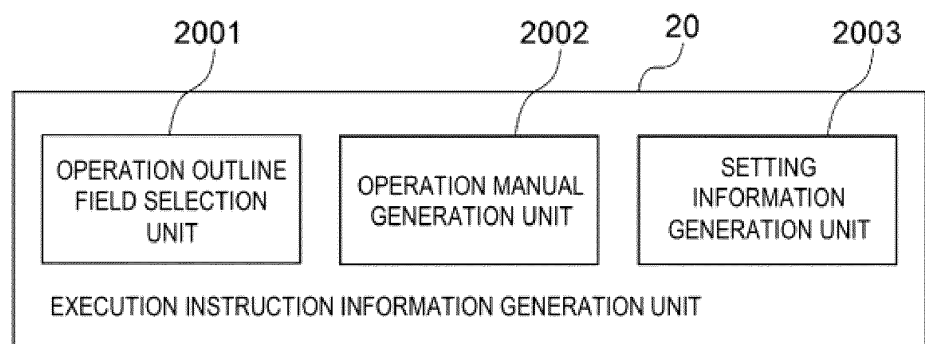 2001 2002 20 2003
OPERATION OUTLINE
FIELD SELECTION
UNIT
OPERATION MANUAL
GENERATION UNIT
SETTING
INFORMATION
GENERATION UNIT
EXECUTION INSTRUCTION INFORMATION GENERATION UNIT